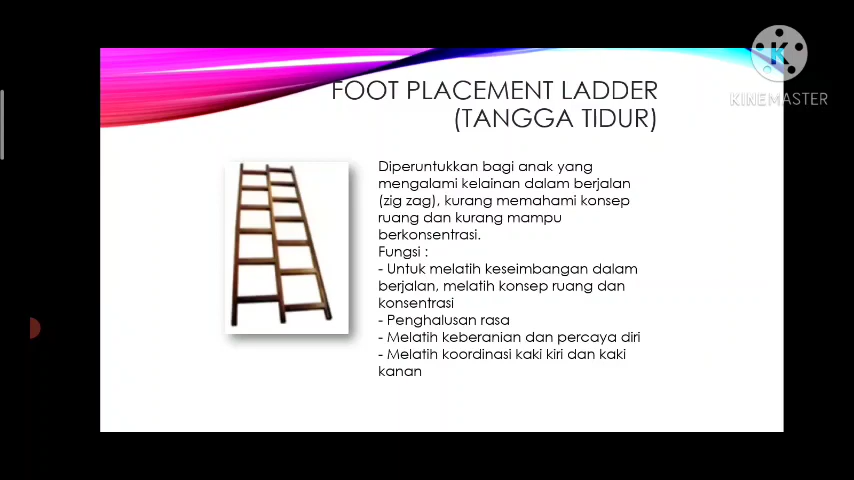 KINEMASTER
FOOT PLACEMENT LADDER
(TANGGA TIDUR)
Diperuntukkan bagi anak yang
mengalami kelainan dalam berjalan
(zig zag), kurang memahami konsep
ruang dan kurang mampu
berkonsentrasi.
Fungsi :
- Untuk melatih keseimbangan dalam
berjalan, melatih konsep ruang dan
konsentrasi
- Penghalusan rasa
- Melatih keberanian dan percaya diri
- Melatih koordinasi kaki kiri dan kaki
kanan